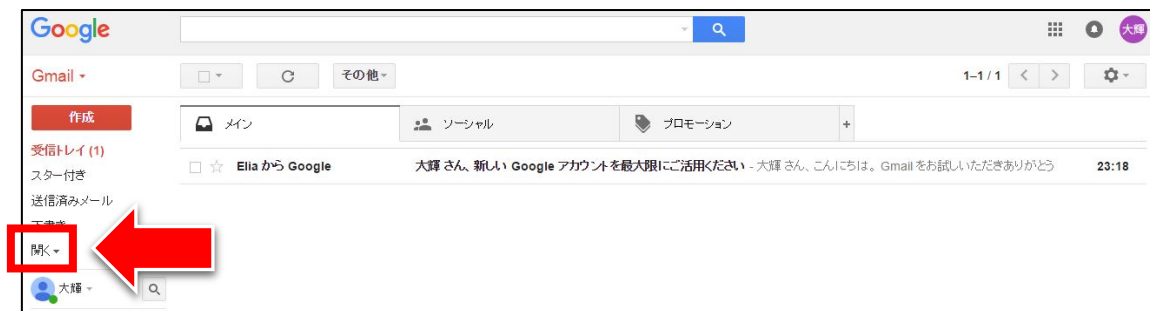 Google
大輝
Gmail
その他
1–1 / 1
作成
メイン
ソーシャル
プロモーション
+
受信トレイ (1)
Elia から Google
大輝 さん、新しい Google アカウントを最大限にご活用ください - 大輝 さん、こんにちは。Gmail をお試しいただきありがとう
23:18
スター付き
送信済みメール
下書き
開く
大輝